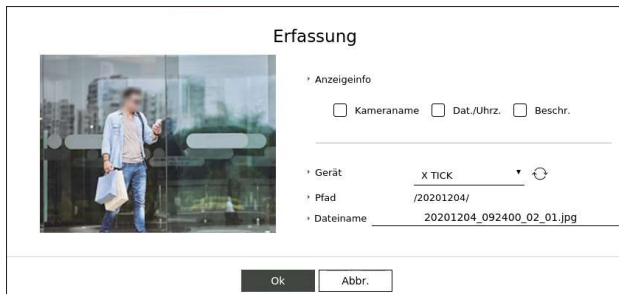 Erfassung
Anzeigeinfo
Kameraname Dat./Uhrz. Beschr.
Gerät X TICK
Pfad /20201204/
Dateiname 20201204_092400_02_01.jpg
Ok Abbr.